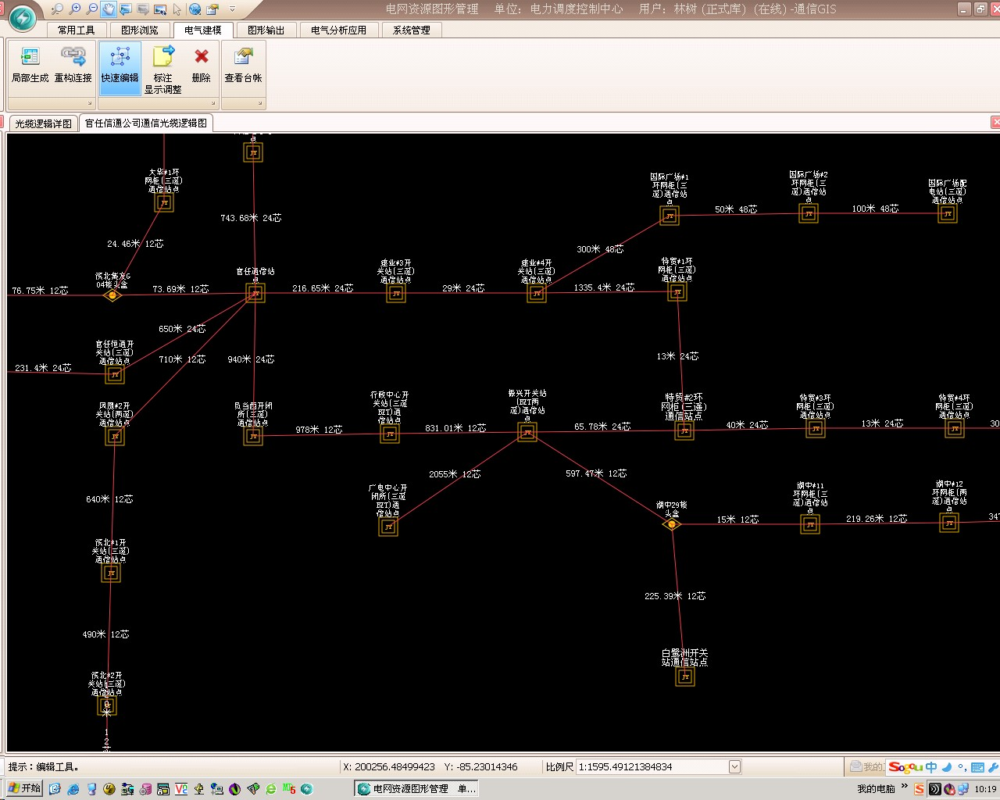 电网资源图形管理 单位: 电力调度控制中心 用户: 林树 (正式库) (在线) -通信GIS
常用工具 图形浏览 电气建模 图形输出 电气分析应用 系统管理
局部生成 重构连接 快速编辑 标注 删除 查看台帐
显示调整
光缆逻辑详图 官任信通公司通信光缆逻辑图
大华#1环
网柜(三遥)
通信站点
国际广场#1
环网柜(三
遥)通信站
点
国际广场#2
环网柜(三
遥)通信站
点
国际广场配
电站(三遥)
通信站点
743.68米 24芯
50米 48芯
100米 48芯
24.46米 12芯
300米 48芯
滨北集友G
04接头盒
官任通信站
点
建业#3开
关站(三遥)
通信站点
建业#4开
关站(三遥)
通信站点
特贸#1环
网柜(三遥)
通信站点
76.75米 12芯
73.69米 12芯
216.65米 24芯
29米 24芯
1335.4米 24芯
650米 24芯
官任恒通开
关站(三遥)
通信站点
231.4米 24芯
710米 12芯
940米 24芯
13米 24芯
凤屿#2开
关站(两遥)
通信站点
员当西开闭
所(三遥)
通信站点
行政中心开
关站(三遥
BZT)通
信站点
振兴开关站
(BZT两
遥)通信站
点
特贸#2环
网柜(三遥)
通信站点
特贸#3环
网柜(三遥)
通信站点
特贸#4环
网柜(三遥)
通信站点
978米 12芯
831.01米 12芯
65.78米 24芯
40米 24芯
13米 24芯
30
2055米 12芯
597.47米 12芯
640米 12芯
广电中心开
闭所(三遥
BZT)通
信站点
湖中29接
头盒
湖中#11
环网柜(三
遥)通信站
点
湖中#12
环网柜(两
遥)通信站
点
15米 12芯
219.26米 12芯
347
滨北#1开
关站(三遥)
通信站点
225.39米 12芯
490米 12芯
白鹭洲开关
站通信站点
滨北#2开
关站(三遥)
通信站点
米
1
2
芯
提示:编辑工具。 X: 200256.48499423 Y: -85.23014346 比例尺 1:1595.49121384834 我的 Sogou 中
开始 电网资源图形管理 单... 我的电脑 » 10:19